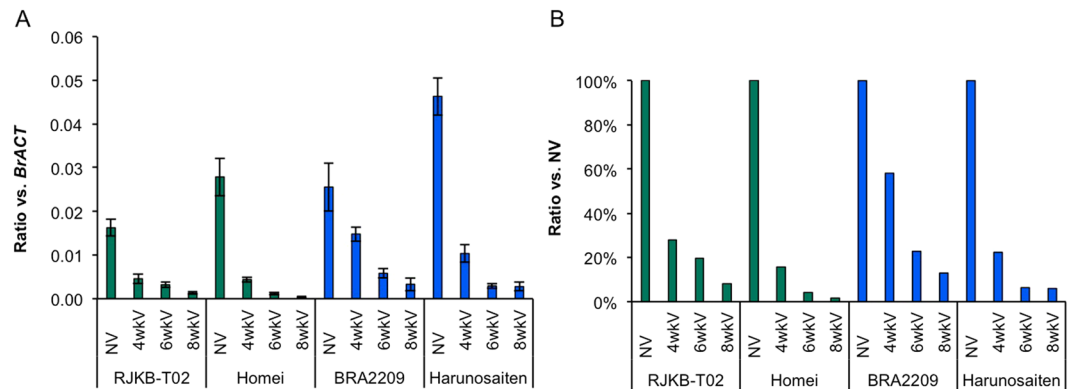 A
Ratio vs. BrACT
0.06
0.05
0.04
0.03
0.02
0.01
0.00
NV 4wkV 6wkV 8wkV NV 4wkV 6wkV 8wkV NV 4wkV 6wkV 8wkV NV 4wkV 6wkV 8wkV
RJKB-T02 Homei BRA2209 Harunosaiten
B
Ratio vs. NV
100%
80%
60%
40%
20%
0%
NV 4wkV 6wkV 8wkV NV 4wkV 6wkV 8wkV NV 4wkV 6wkV 8wkV NV 4wkV 6wkV 8wkV
RJKB-T02 Homei BRA2209 Harunosaiten